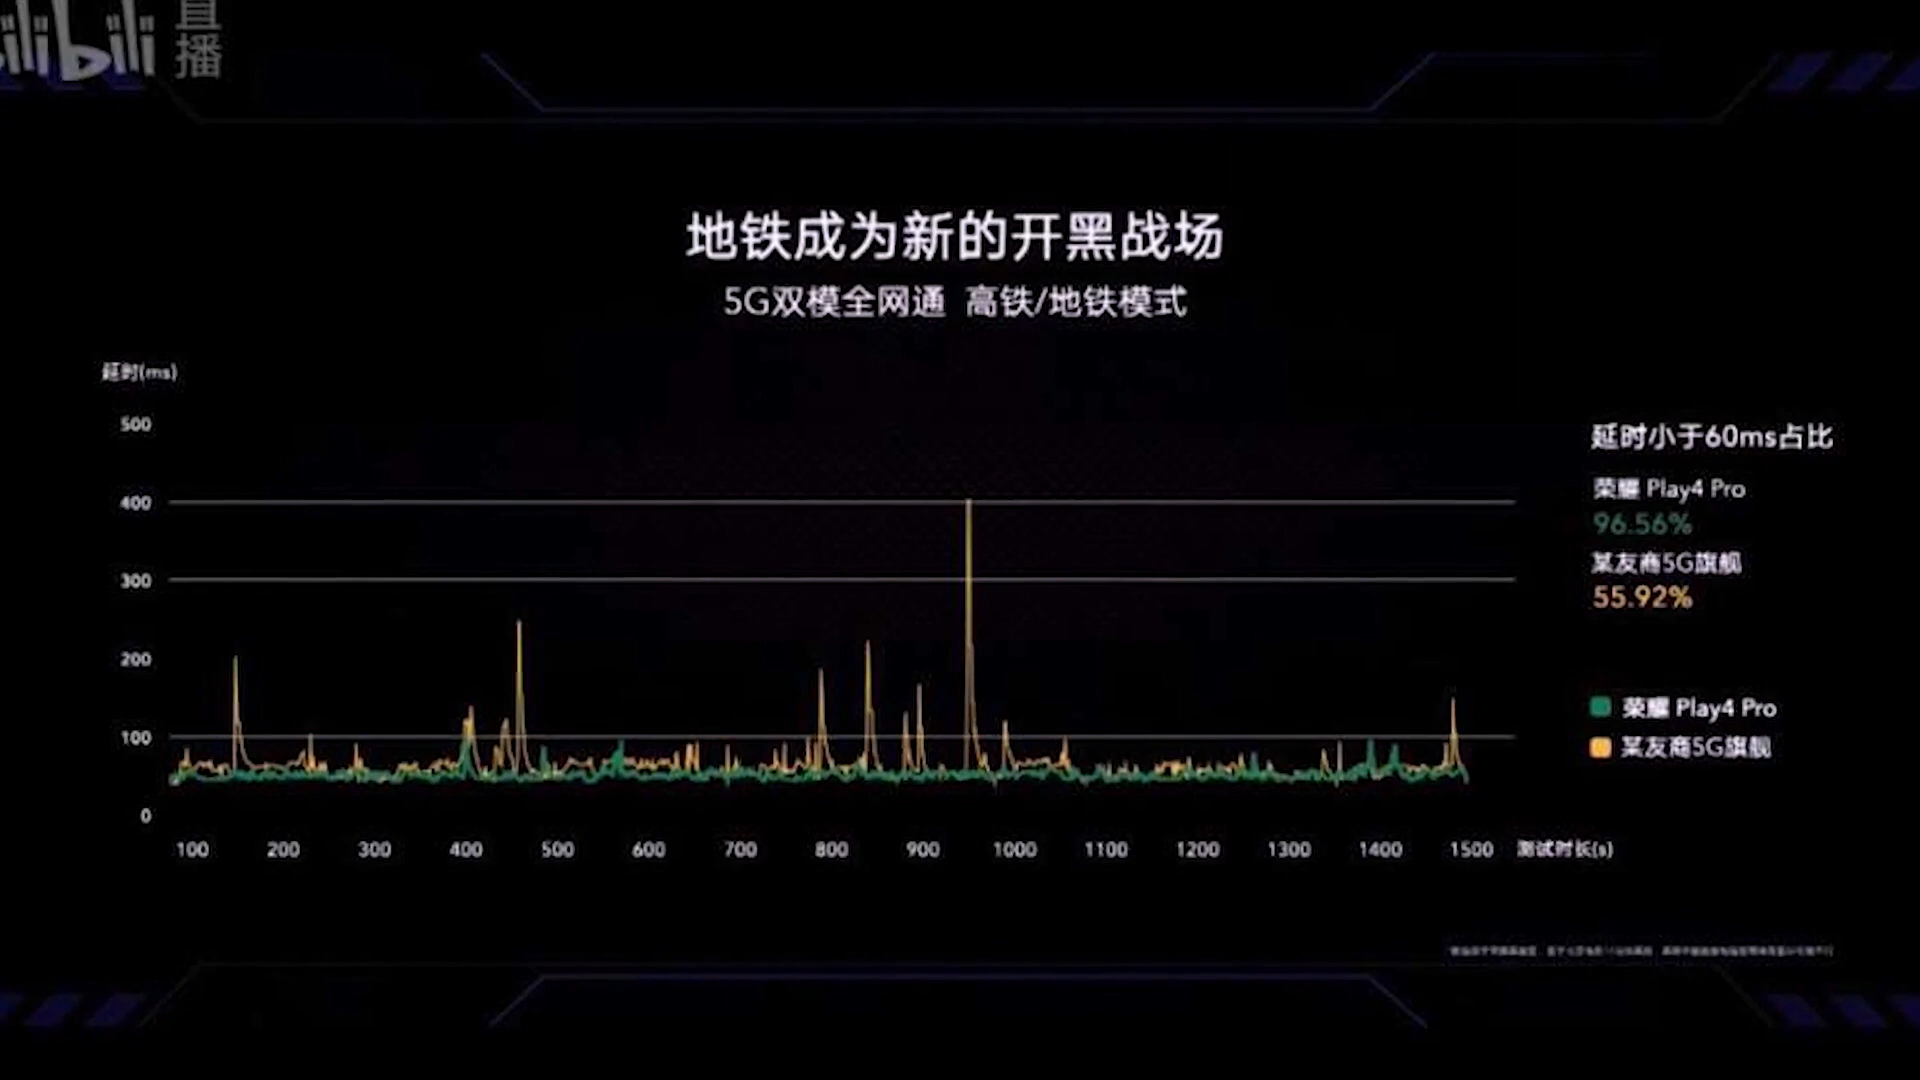 bilibili 直播
地铁成为新的开黑战场
5G双模全网通 高铁/地铁模式
延时(ms)
500
400
300
200
100
0
100 200 300 400 500 600 700 800 900 1000 1100 1200 1300 1400 1500 测试时长(s)
延时小于60ms占比
荣耀 Play4 Pro
96.56%
某友商5G旗舰
55.92%
荣耀 Play4 Pro
某友商5G旗舰